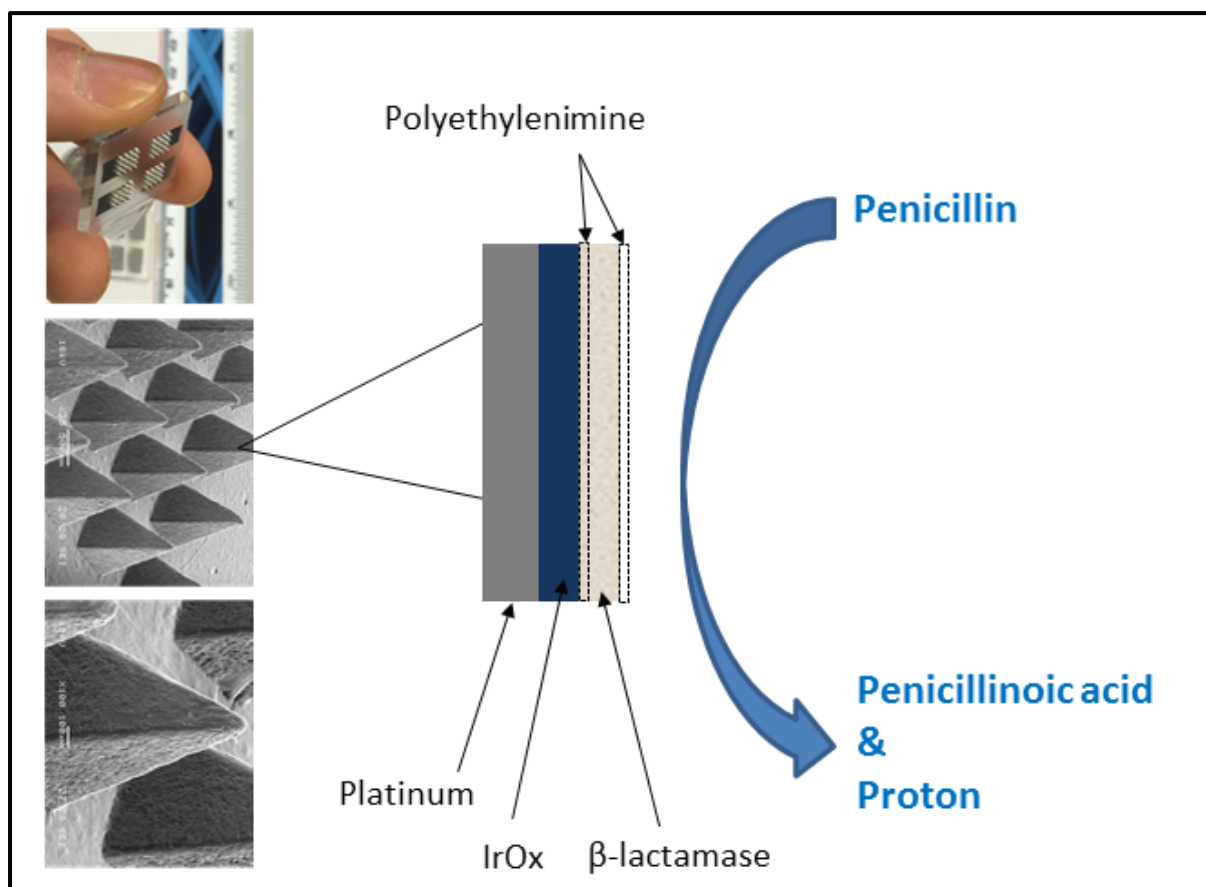 Polyethylenimine
Penicillin
Penicillinoic acid
&
Proton
Platinum
IrOx
β-lactamase